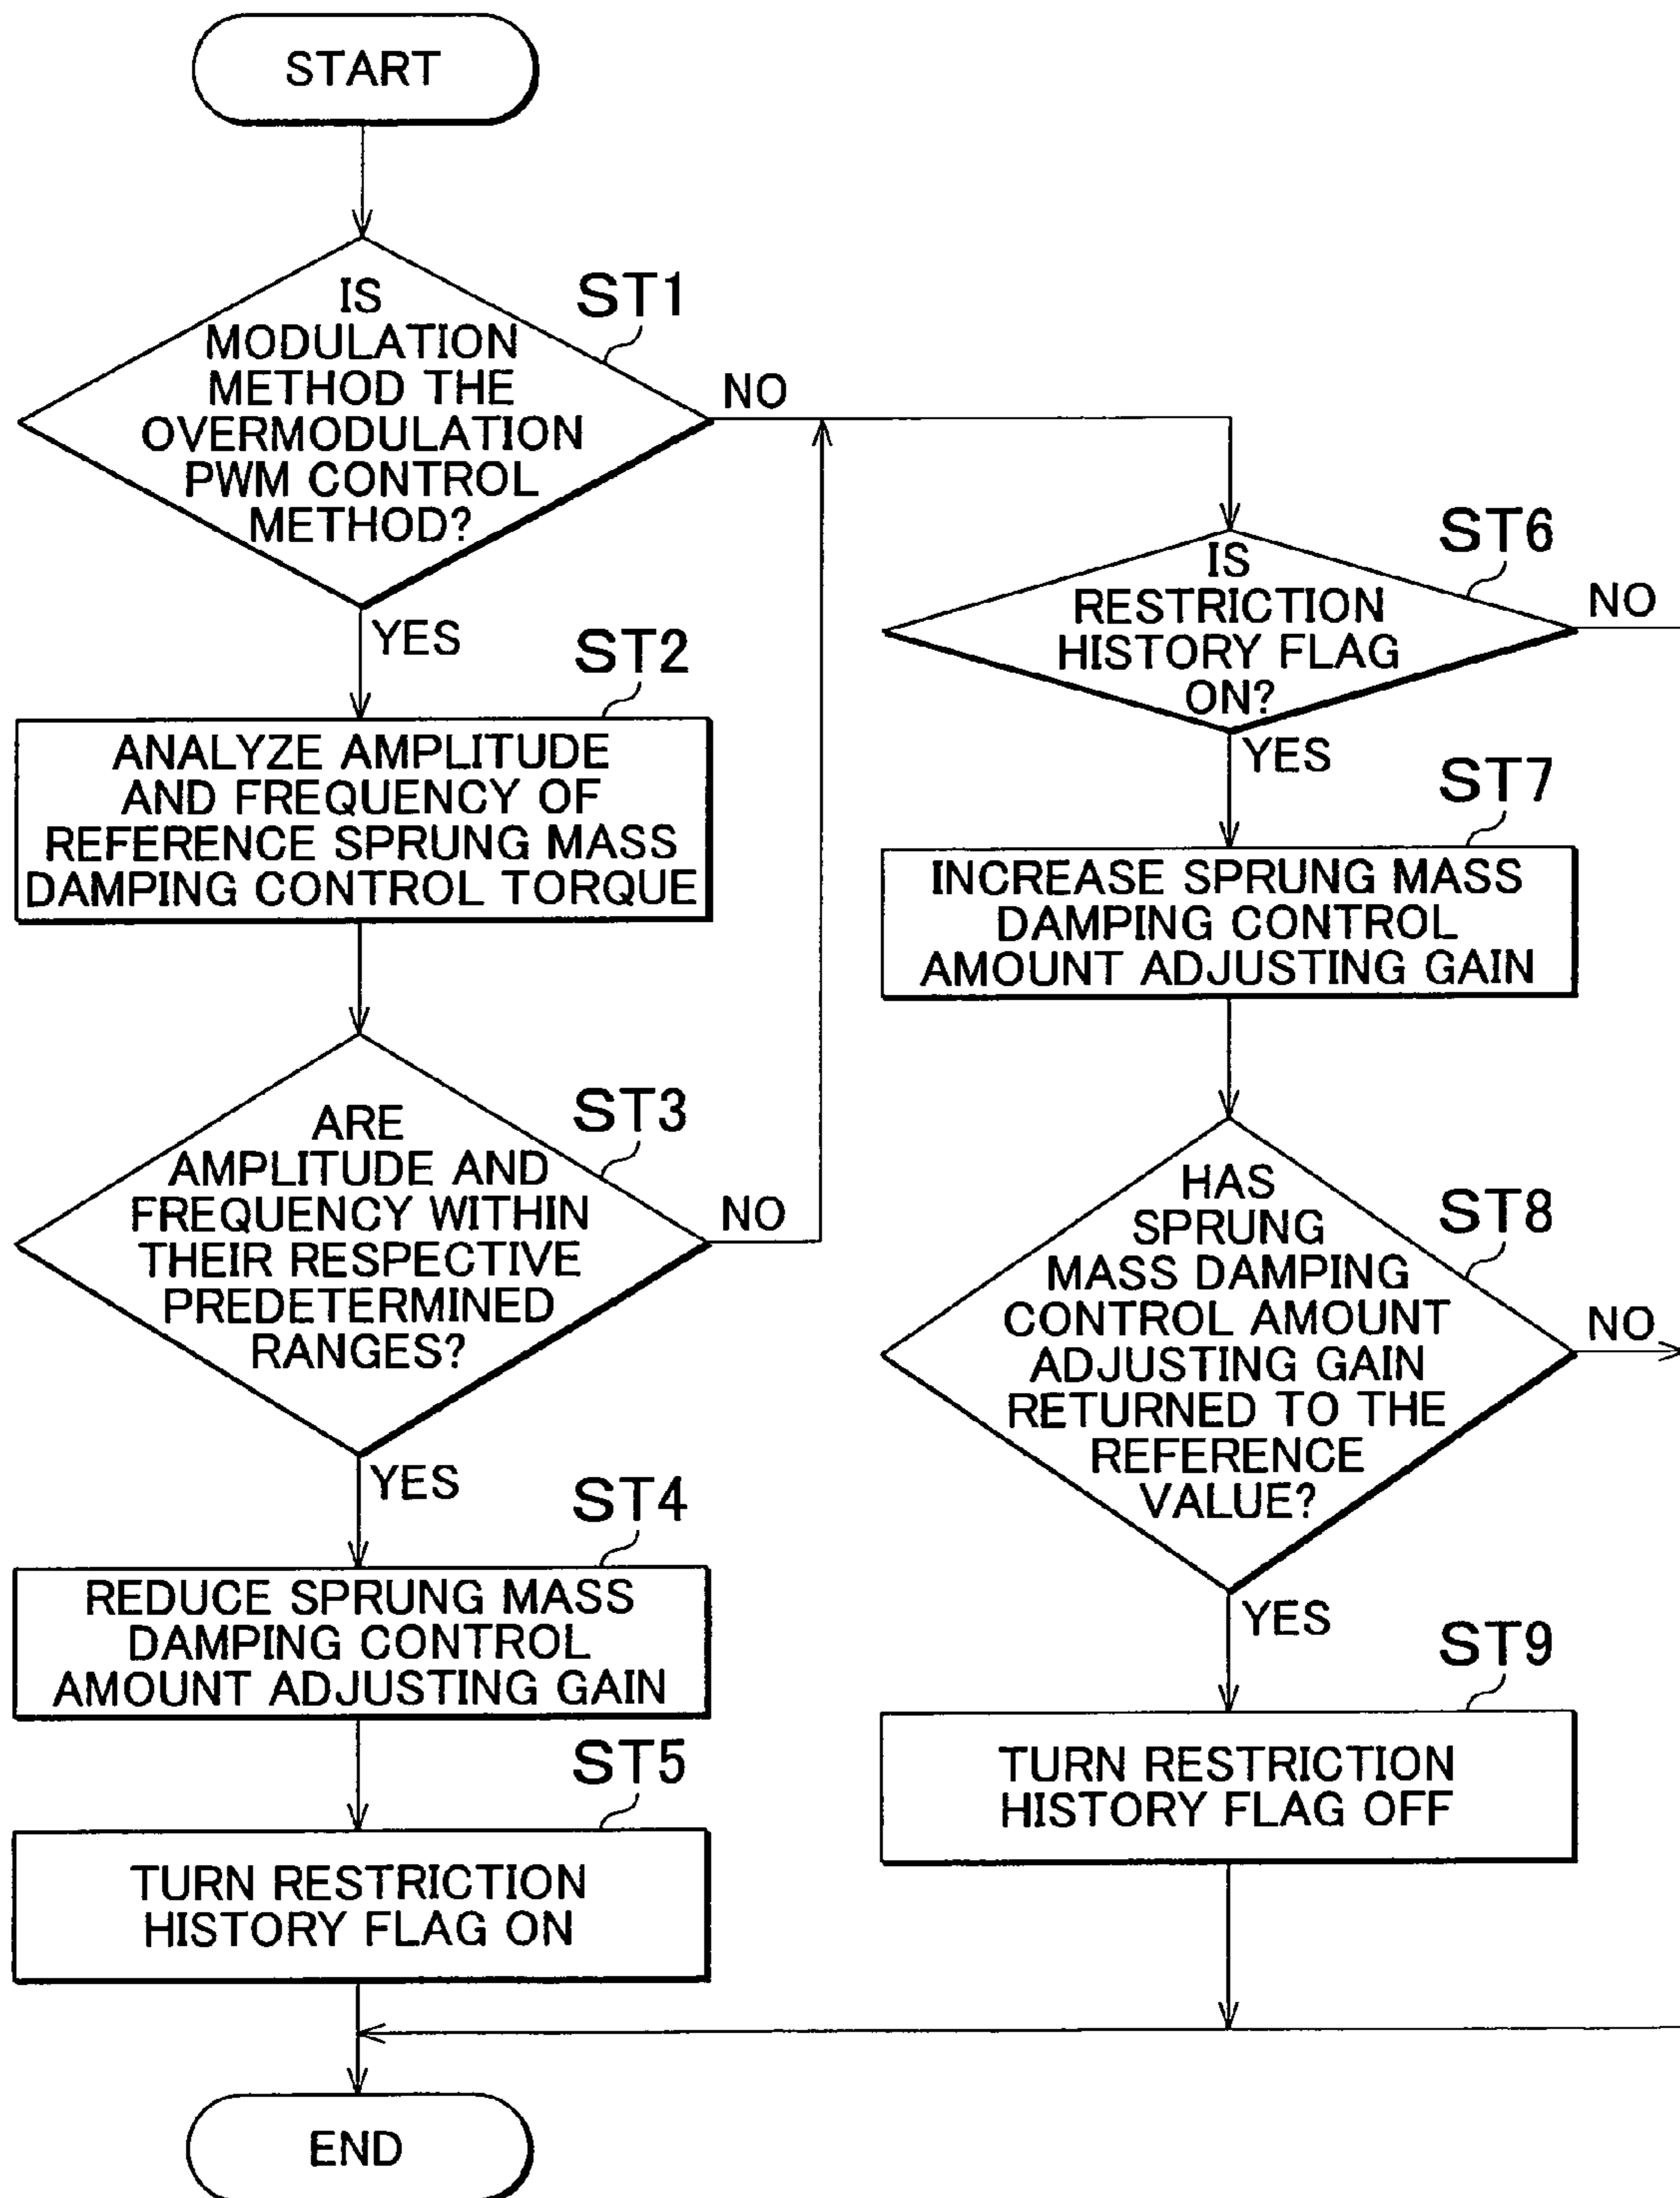 START
IS
MODULATION
METHOD THE
OVERMODULATION
PWM CONTROL
METHOD?
ST1
NO
YES
ST2
ANALYZE AMPLITUDE
AND FREQUENCY OF
REFERENCE SPRUNG MASS
DAMPING CONTROL TORQUE
ARE
AMPLITUDE AND
FREQUENCY WITHIN
THEIR RESPECTIVE
PREDETERMINED
RANGES?
ST3
NO
YES
ST4
REDUCE SPRUNG MASS
DAMPING CONTROL
AMOUNT ADJUSTING GAIN
ST5
TURN RESTRICTION
HISTORY FLAG ON
END
IS
RESTRICTION
HISTORY FLAG
ON?
ST6
NO
YES
ST7
INCREASE SPRUNG MASS
DAMPING CONTROL
AMOUNT ADJUSTING GAIN
HAS
SPRUNG
MASS DAMPING
CONTROL AMOUNT
ADJUSTING GAIN
RETURNED TO THE
REFERENCE
VALUE?
ST8
NO
YES
ST9
TURN RESTRICTION
HISTORY FLAG OFF